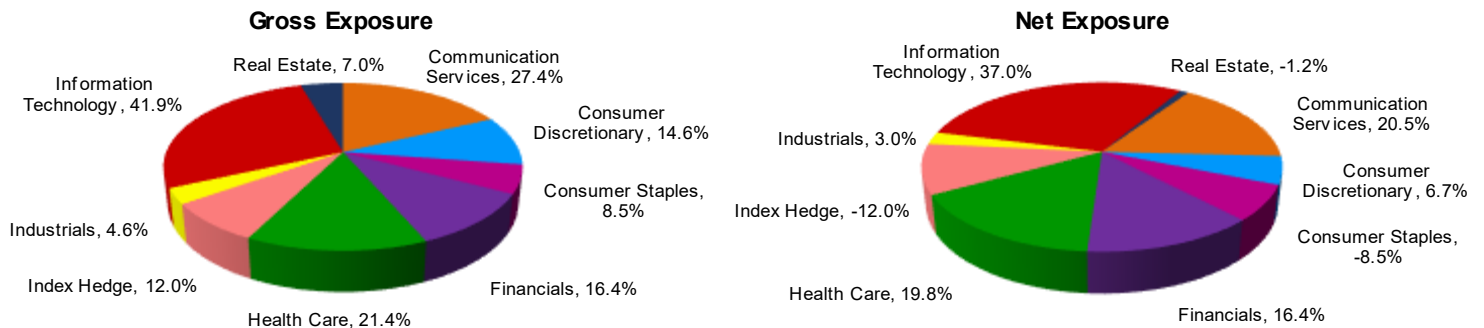 Gross Exposure
Real Estate, 7.0%
Communication
Services, 27.4%
Information
Technology, 41.9%
Consumer
Discretionary, 14.6%
Consumer Staples,
8.5%
Industrials, 4.6%
Index Hedge, 12.0%
Financials, 16.4%
Health Care, 21.4%
Net Exposure
Information
Technology, 37.0%
Real Estate, -1.2%
Communication
Services, 20.5%
Industrials, 3.0%
Consumer
Discretionary, 6.7%
Index Hedge, -12.0%
Consumer Staples,
-8.5%
Health Care, 19.8%
Financials, 16.4%